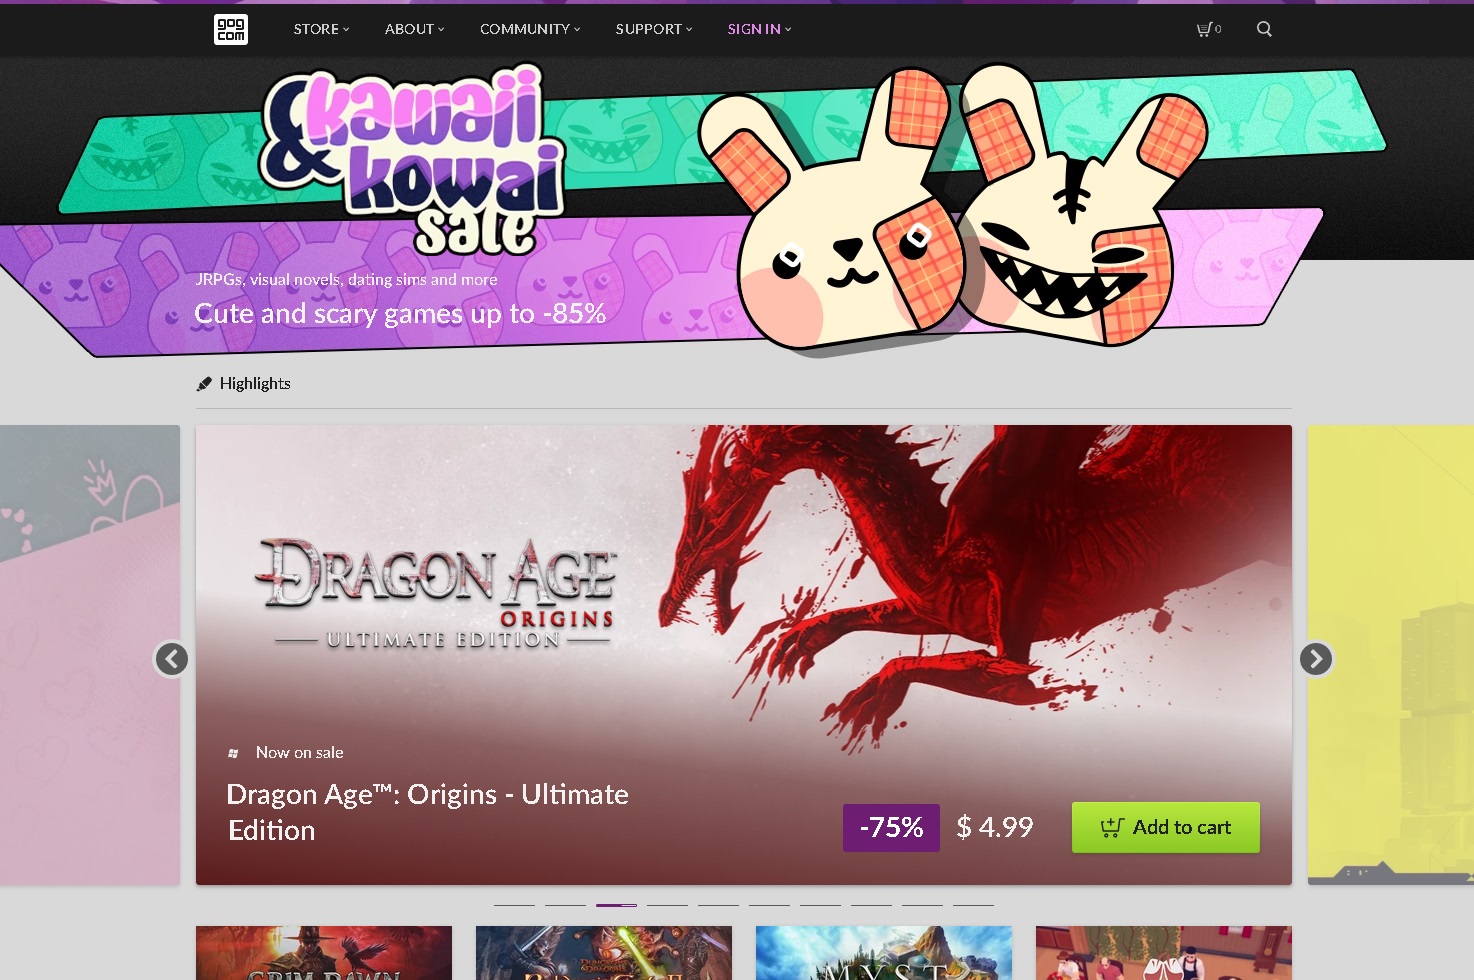 gog
com
STORE
ABOUT
COMMUNITY
SUPPORT
SIGN IN
0
kawaii
& kowai
sale
JRPGs, visual novels, dating sims and more
Cute and scary games up to -85%
Highlights
DRAGON AGE
ORIGINS
ULTIMATE EDITION
Now on sale
Dragon Age™: Origins - Ultimate
Edition
-75%
$ 4.99
Add to cart
GRIM DAWN
MYST